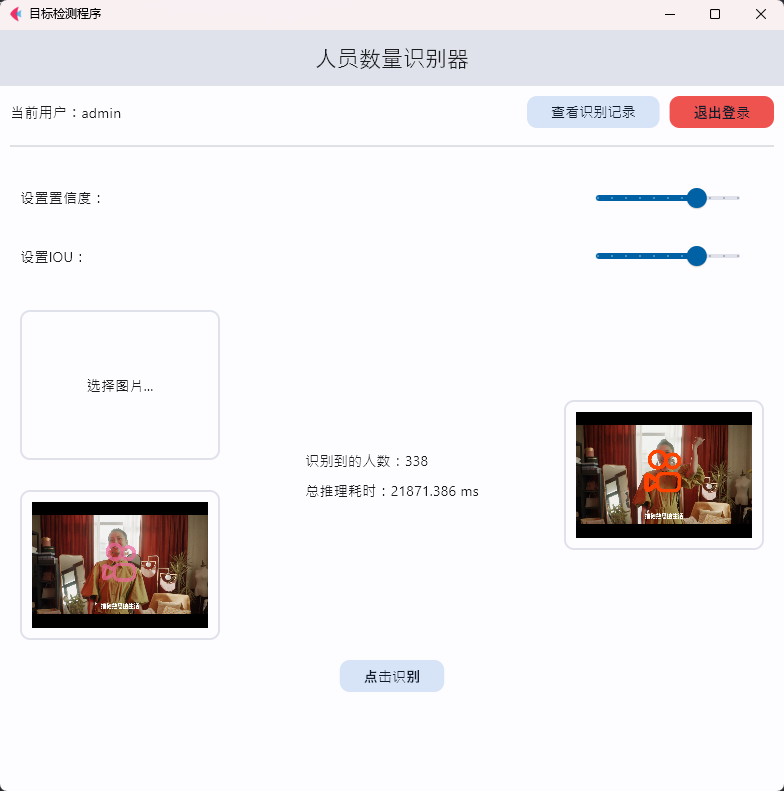 目标检测程序
人员数量识别器
当前用户：admin
查看识别记录
退出登录
设置置信度：
设置IOU：
选择图片...
识别到的人数：338
总推理耗时：21871.386 ms
点击识别